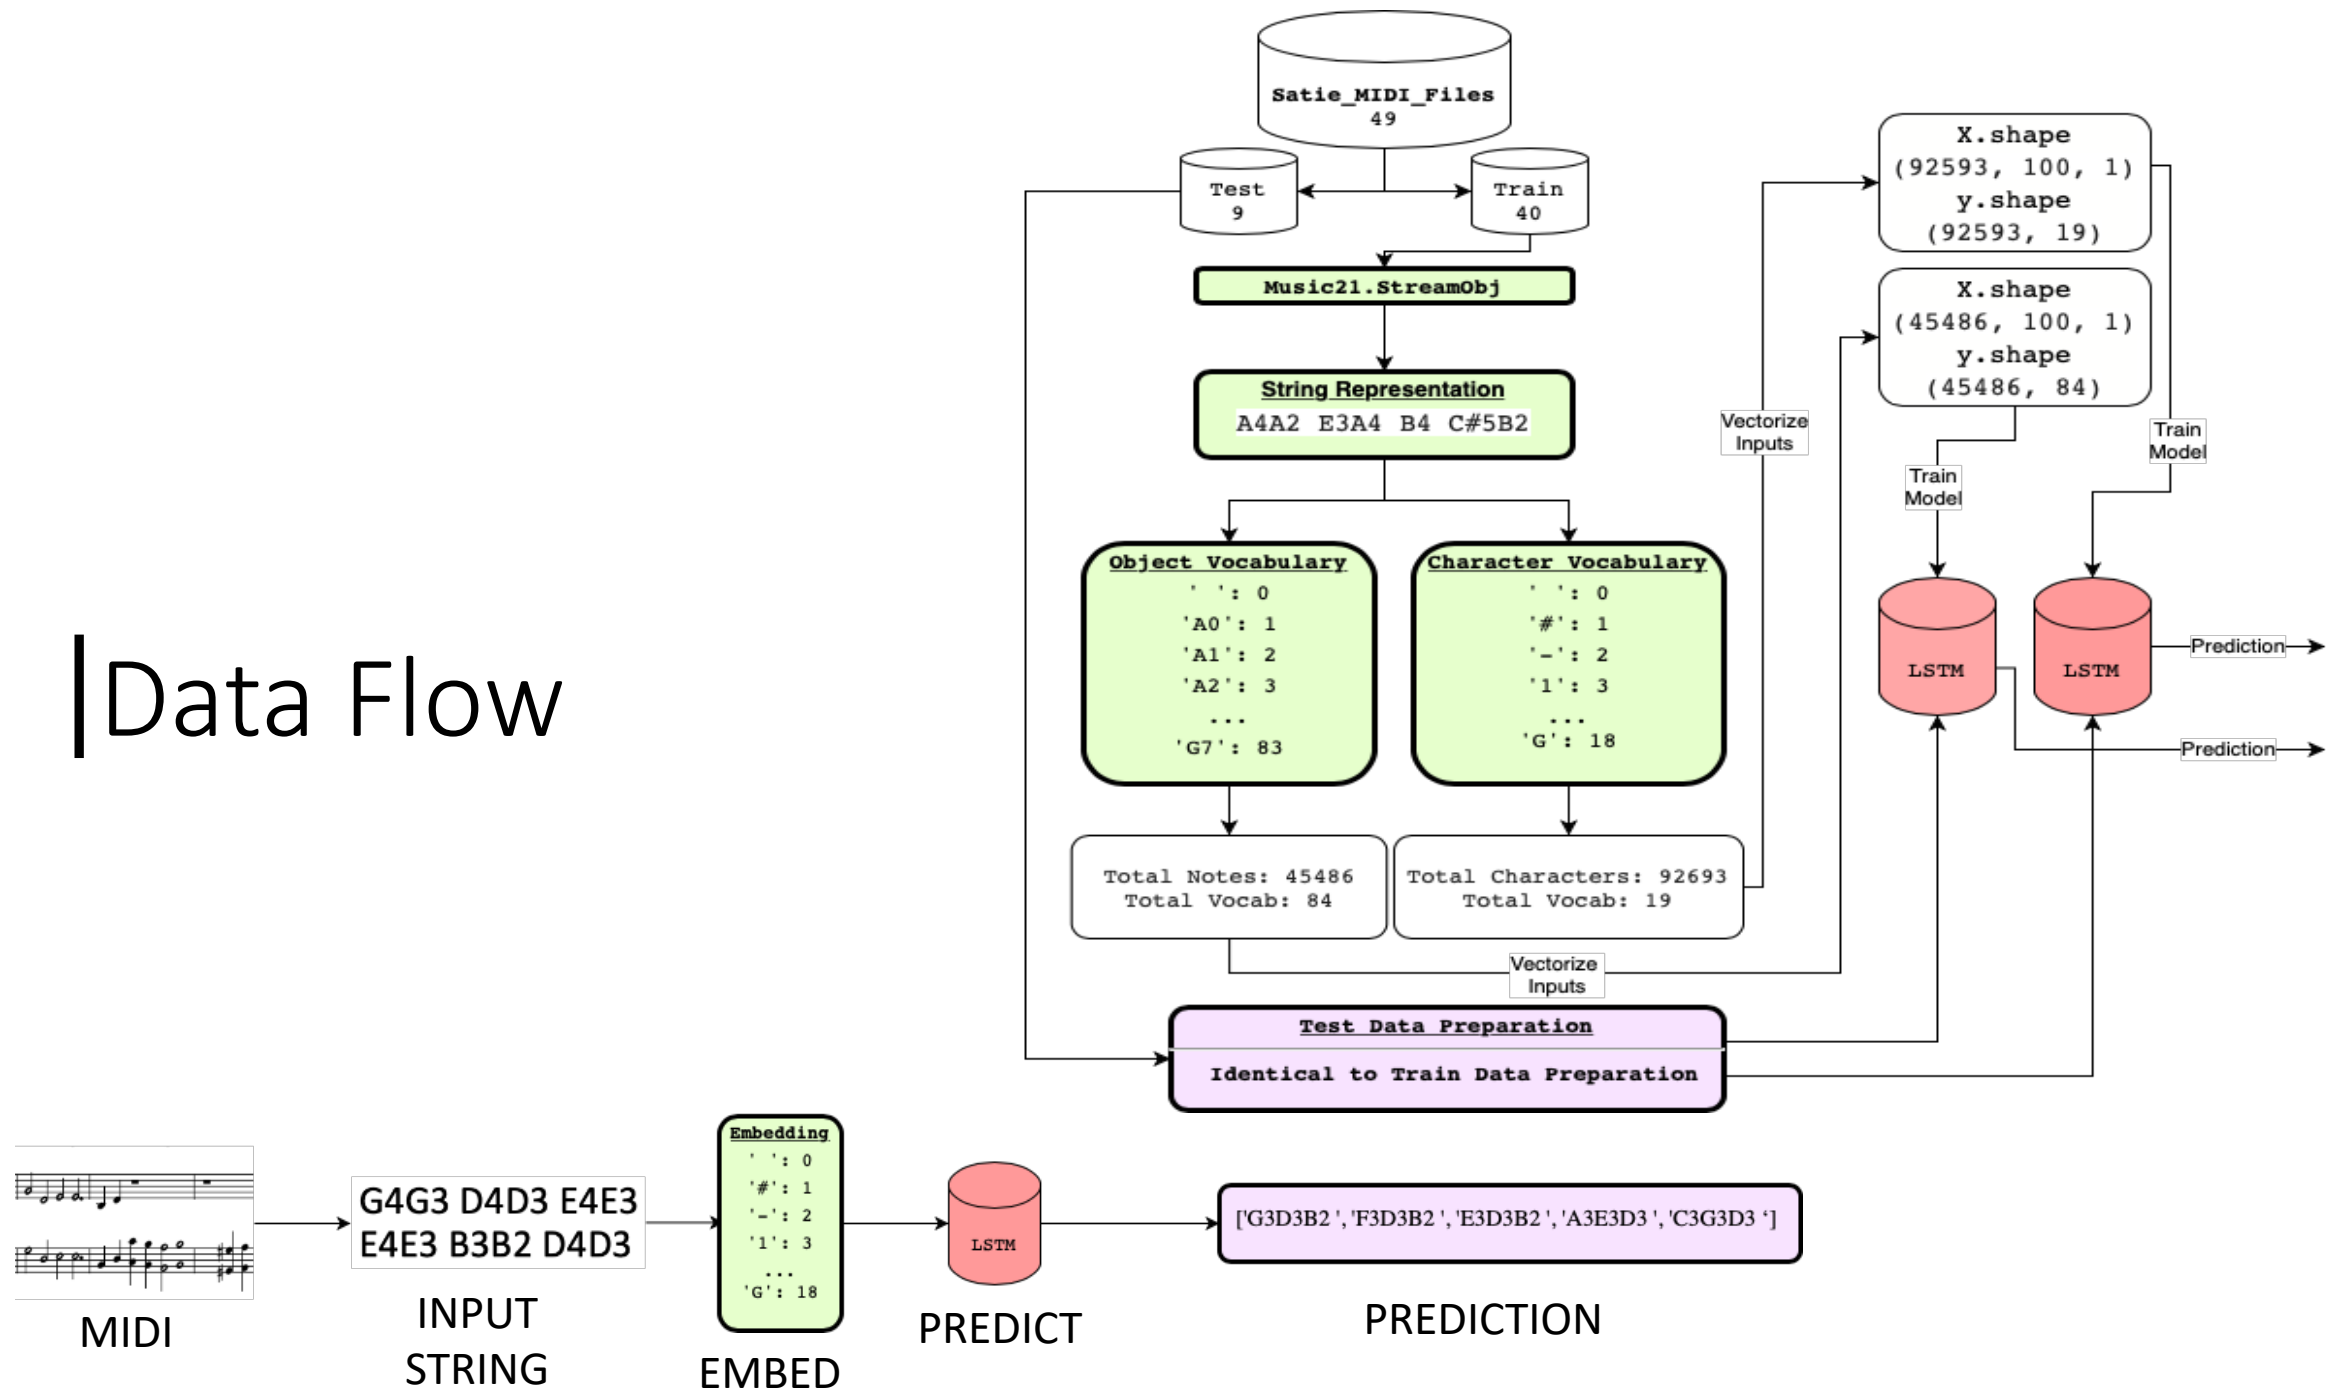 Data Flow
Satie_MIDI_Files
49
Test
9
Train
40
Music21.StreamObj
String Representation
A4A2 E3A4 B4 C#5B2
Object Vocabulary
' ': 0
'A0': 1
'A1': 2
'A2': 3
...
'G7': 83
Character Vocabulary
' ': 0
'#': 1
'-': 2
'1': 3
...
'G': 18
Total Notes: 45486
Total Vocab: 84
Total Characters: 92693
Total Vocab: 19
Vectorize
Inputs
Vectorize
Inputs
X.shape
(92593, 100, 1)
y.shape
(92593, 19)
X.shape
(45486, 100, 1)
y.shape
(45486, 84)
Train
Model
Train
Model
LSTM
LSTM
Prediction
Prediction
Test Data Preparation
Identical to Train Data Preparation
MIDI
G4G3 D4D3 E4E3
E4E3 B3B2 D4D3
INPUT
STRING
Embedding
' ': 0
'#': 1
'-': 2
'1': 3
...
'G': 18
EMBED
LSTM
PREDICT
['G3D3B2 ', 'F3D3B2 ', 'E3D3B2 ', 'A3E3D3 ', 'C3G3D3 ‘]
PREDICTION